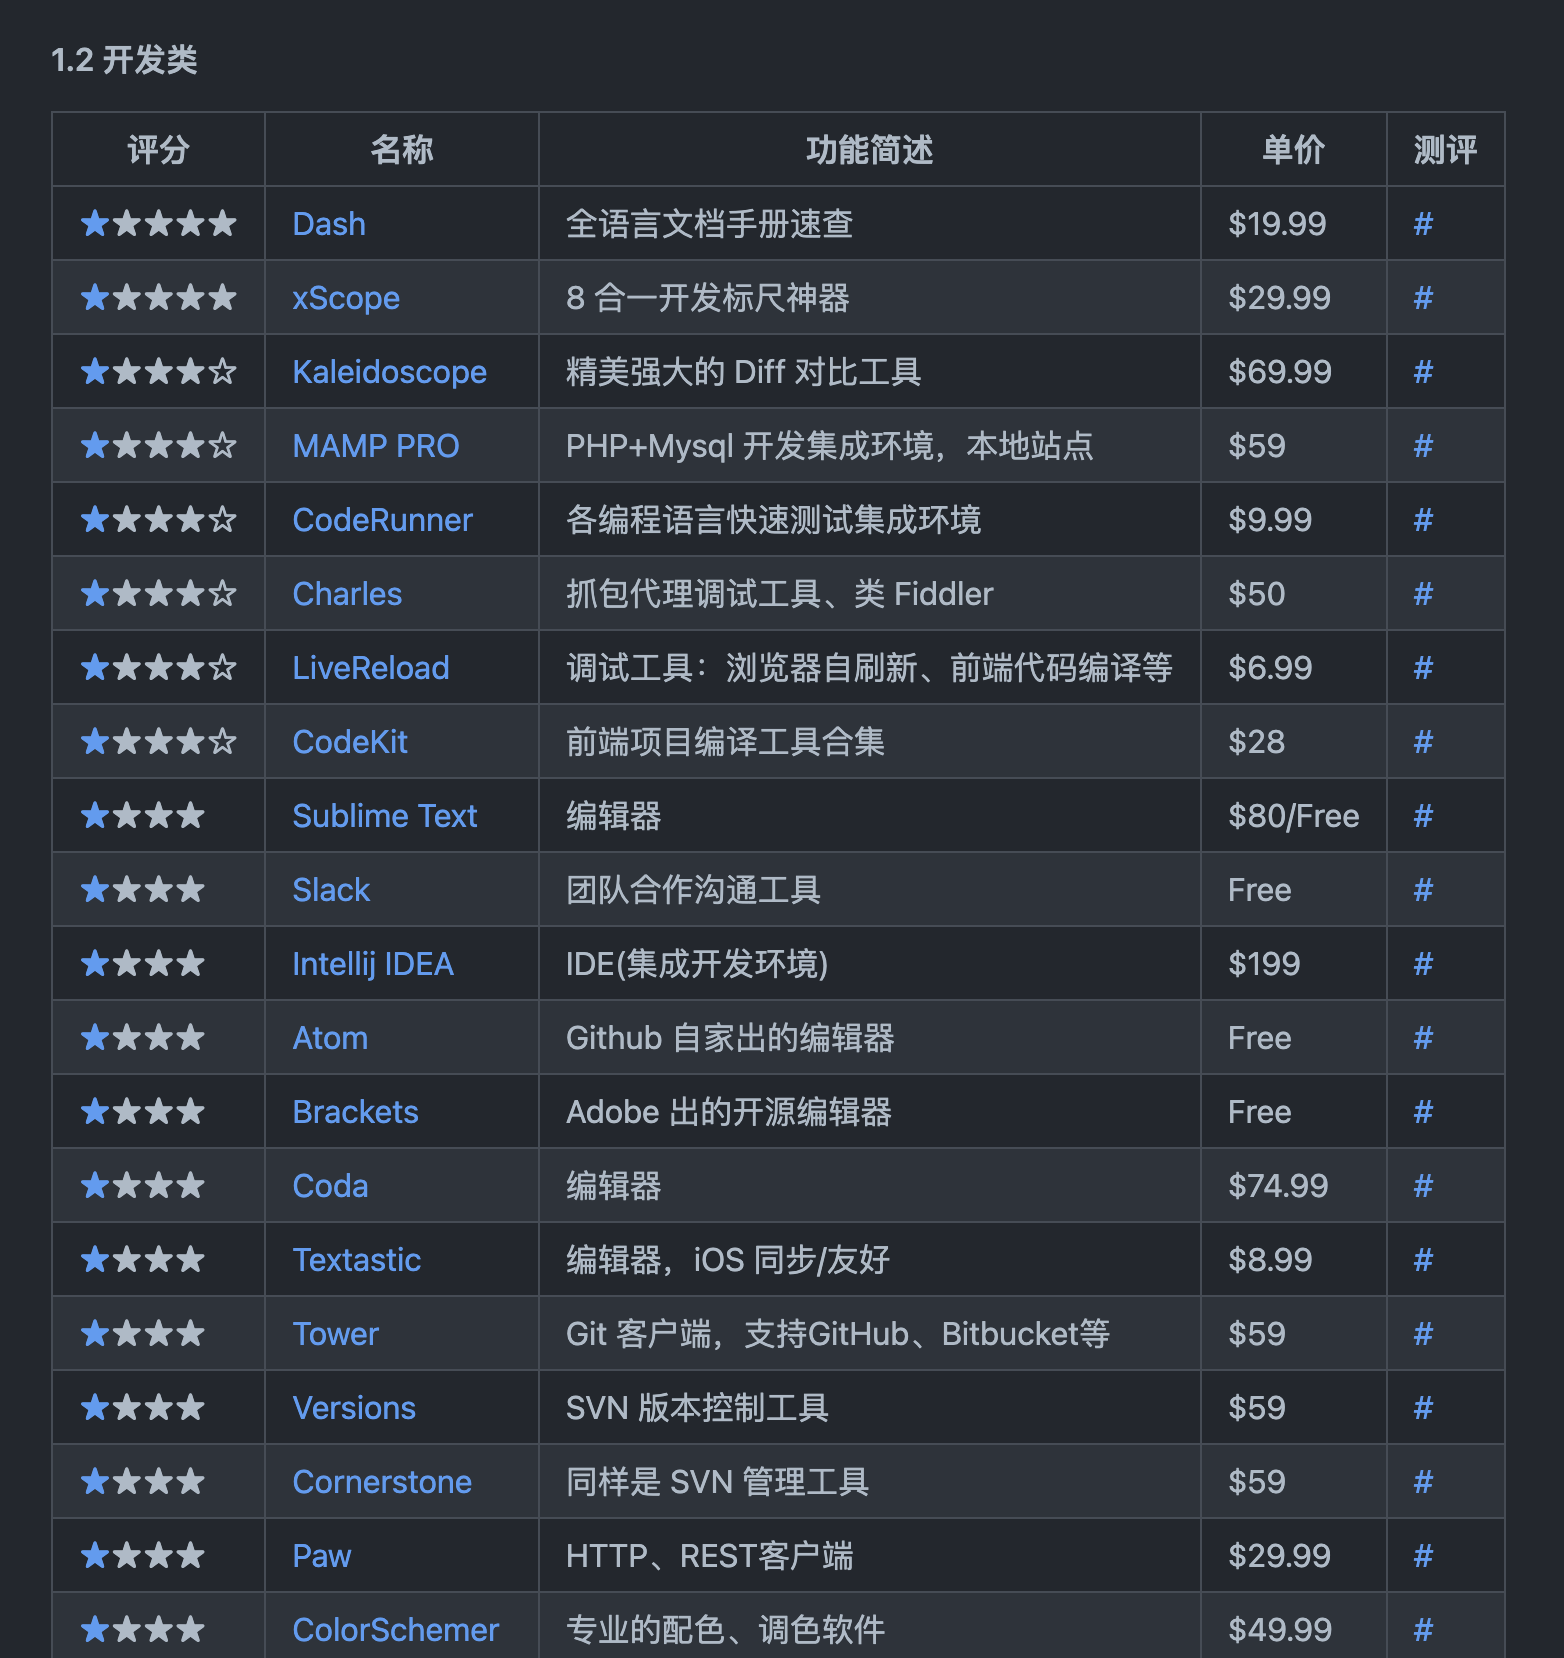 1.2 开发类
评分 名称 功能简述 单价 测评
★★★★★ Dash 全语言文档手册速查 $19.99 #
★★★★★ xScope 8 合一开发标尺神器 $29.99 #
★★★★☆ Kaleidoscope 精美强大的 Diff 对比工具 $69.99 #
★★★★☆ MAMP PRO PHP+Mysql 开发集成环境，本地站点 $59 #
★★★★☆ CodeRunner 各编程语言快速测试集成环境 $9.99 #
★★★★☆ Charles 抓包代理调试工具、类 Fiddler $50 #
★★★★☆ LiveReload 调试工具：浏览器自刷新、前端代码编译等 $6.99 #
★★★★☆ CodeKit 前端项目编译工具合集 $28 #
★★★★ Sublime Text 编辑器 $80/Free #
★★★★ Slack 团队合作沟通工具 Free #
★★★★ Intellij IDEA IDE(集成开发环境) $199 #
★★★★ Atom Github 自家出的编辑器 Free #
★★★★ Brackets Adobe 出的开源编辑器 Free #
★★★★ Coda 编辑器 $74.99 #
★★★★ Textastic 编辑器，iOS 同步/友好 $8.99 #
★★★★ Tower Git 客户端，支持GitHub、Bitbucket等 $59 #
★★★★ Versions SVN 版本控制工具 $59 #
★★★★ Cornerstone 同样是 SVN 管理工具 $59 #
★★★★ Paw HTTP、REST客户端 $29.99 #
★★★★ ColorSchemer 专业的配色、调色软件 $49.99 #